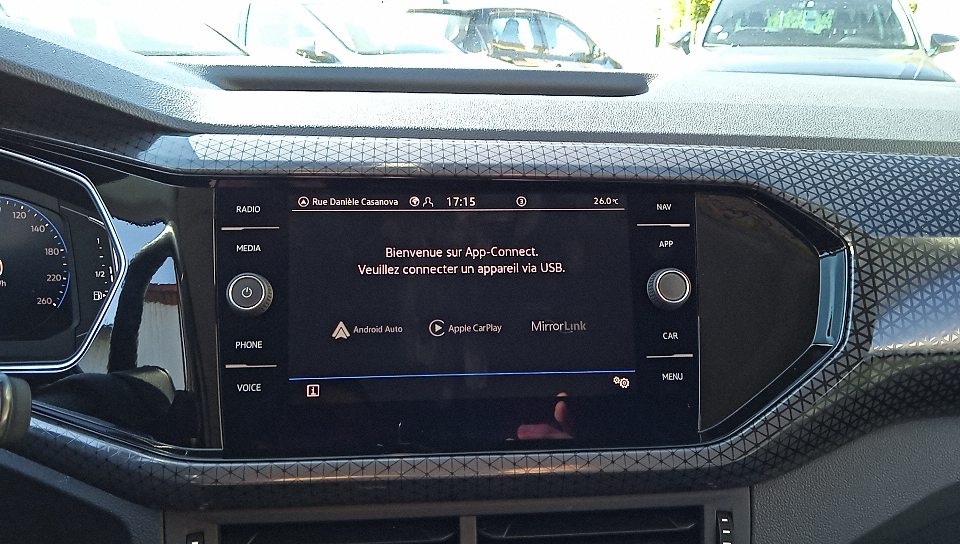 RADIO
MEDIA
PHONE
VOICE
Rue Danièle Casanova 17:15 3 26.0°C
Bienvenue sur App-Connect.
Veuillez connecter un appareil via USB.
Android Auto Apple CarPlay MirrorLink
NAV
APP
CAR
MENU
120
140
180
220
260
1/2